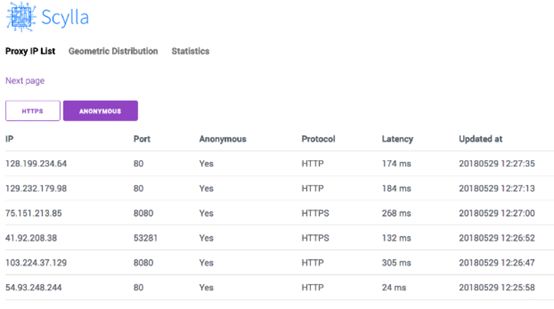 Scylla
Proxy IP List Geometric Distribution Statistics
Next page
HTTPS ANONYMOUS
IP Port Anonymous Protocol Latency Updated at
128.199.234.64 80 Yes HTTP 174 ms 20180529 12:27:35
129.232.179.98 80 Yes HTTP 184 ms 20180529 12:27:13
75.151.213.85 8080 Yes HTTPS 268 ms 20180529 12:27:00
41.92.208.38 53281 Yes HTTPS 132 ms 20180529 12:26:52
103.224.37.129 8080 Yes HTTP 305 ms 20180529 12:26:47
54.93.248.244 80 Yes HTTP 24 ms 20180529 12:25:58